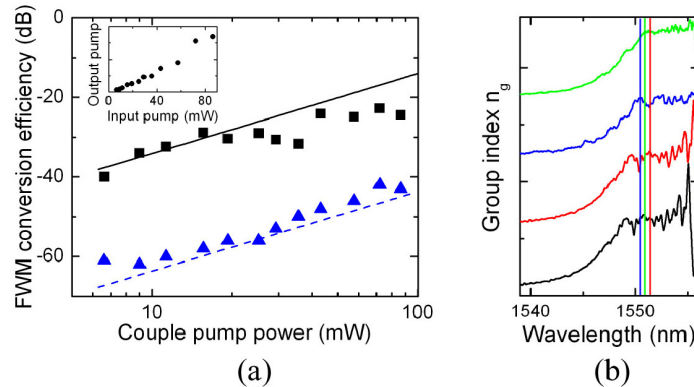 (a)
0
-20
-40
-60
FWM conversion efficiency (dB)
10
100
Couple pump power (mW)
Output pump
0
40
80
Input pump (mW)
(b)
Group index n_g
1540
1550
Wavelength (nm)
(a)
(b)